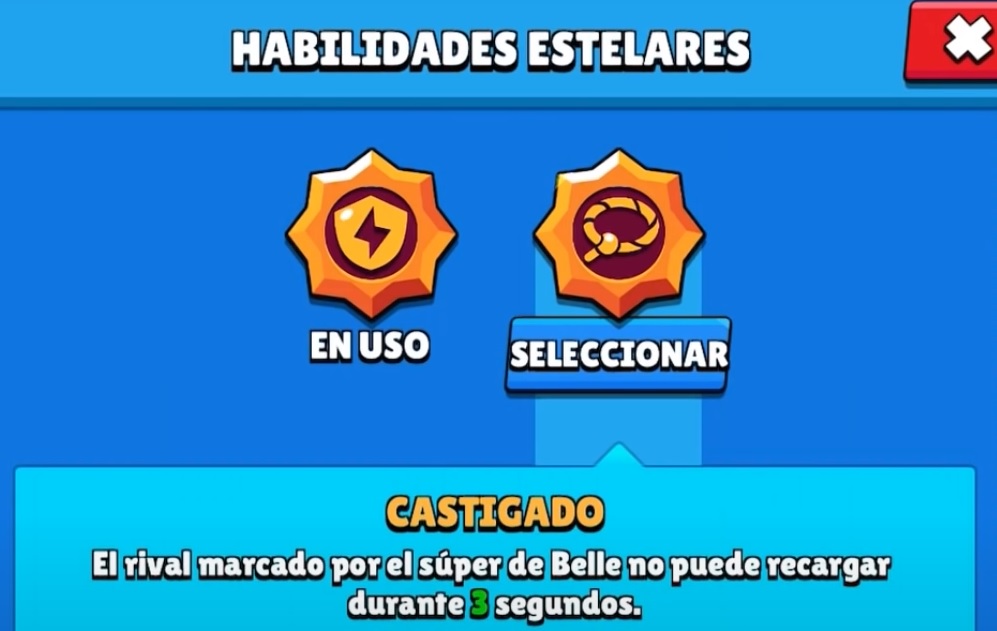 HABILIDADES ESTELARES
EN USO
SELECCIONAR
CASTIGADO
El rival marcado por el súper de Belle no puede recargar
durante 3 segundos.